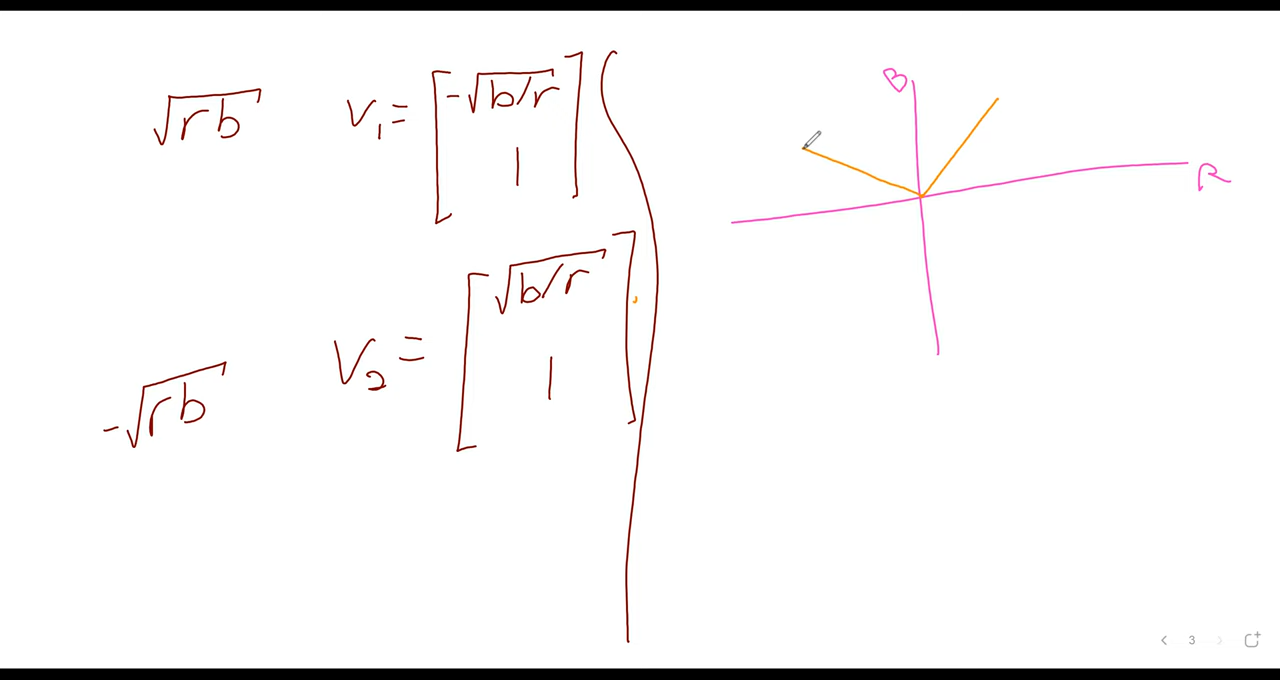 √rb V₁ = [-√b/r
1]
-√rb V₂ = [√b/r
1]
B
R
3